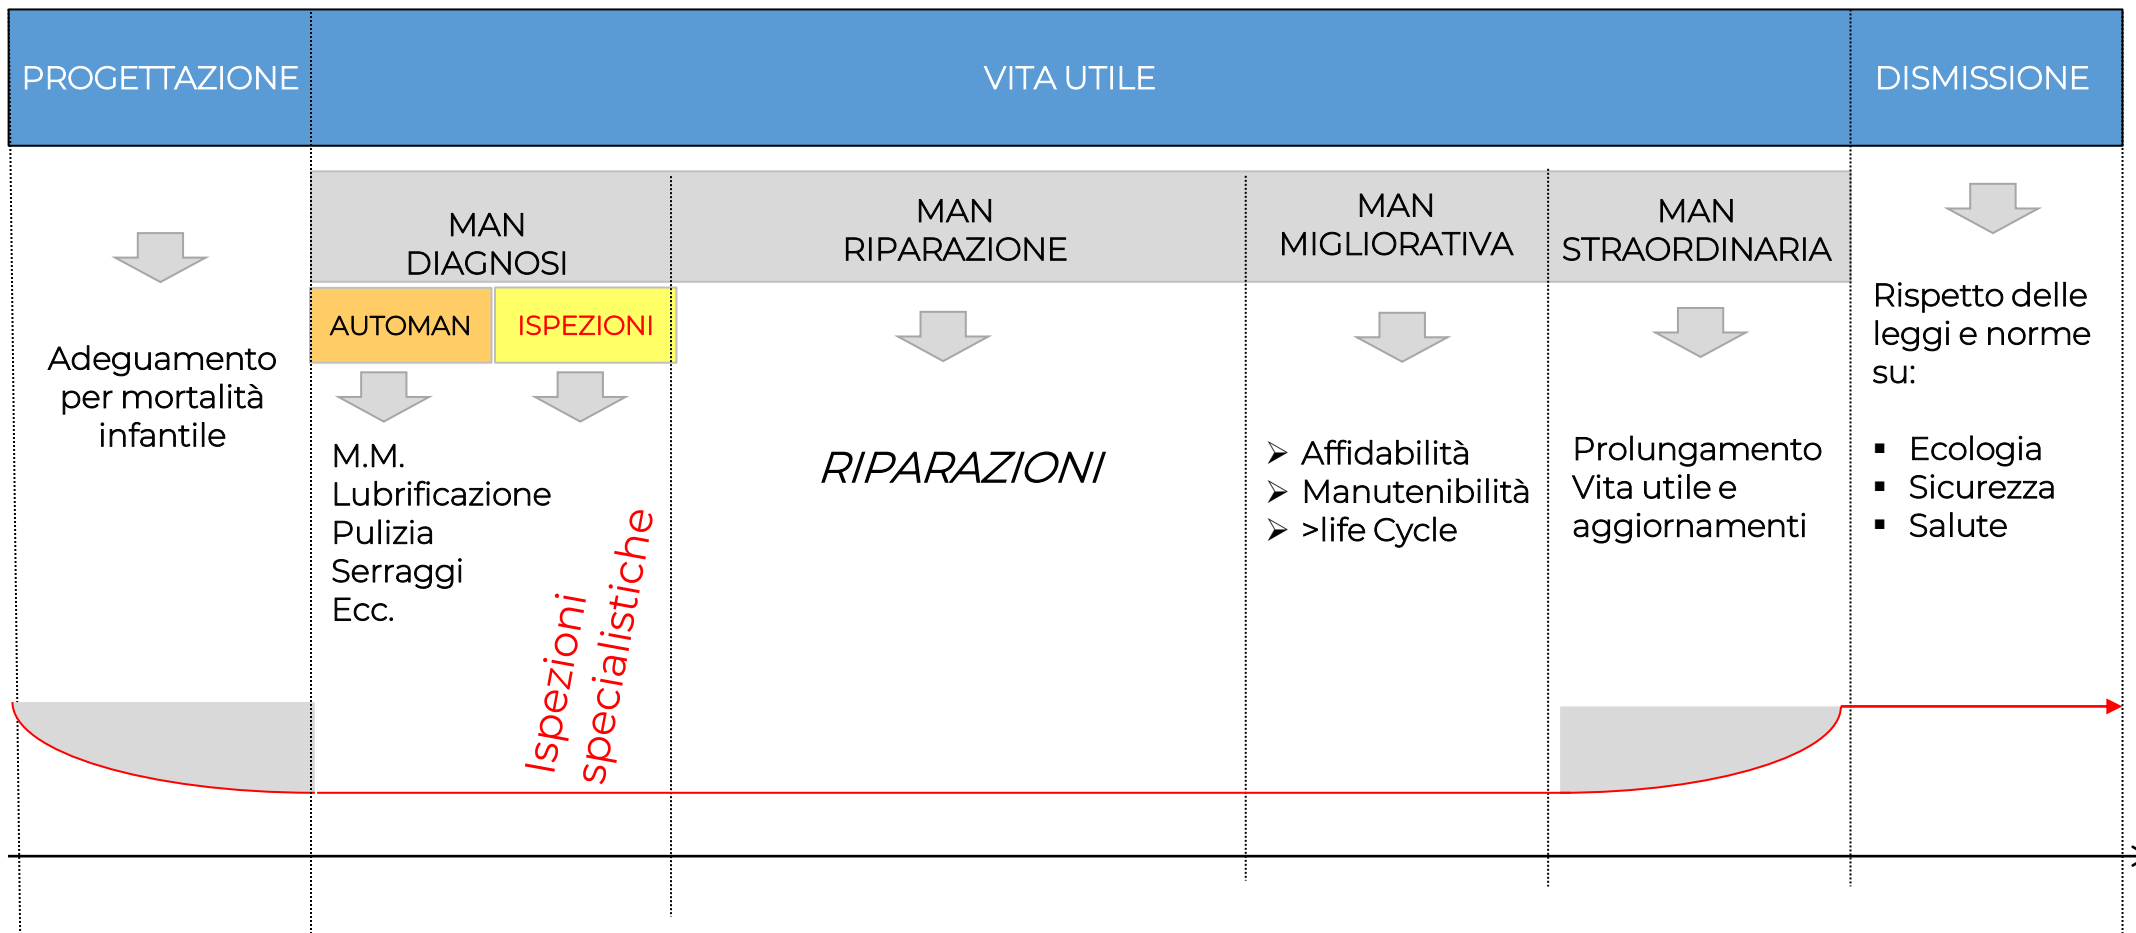 PROGETTAZIONE
VITA UTILE
DISMISSIONE
MAN
DIAGNOSI
MAN
RIPARAZIONE
MAN
MIGLIORATIVA
MAN
STRAORDINARIA
AUTOMAN
ISPEZIONI
Adeguamento
per mortalità
infantile
M.M.
Lubrificazione
Pulizia
Serraggi
Ecc.
Ispezioni
specialistiche
RIPARAZIONI
Affidabilità
Manutenibilità
>life Cycle
Prolungamento
Vita utile e
aggiornamenti
Rispetto delle
leggi e norme
su:
Ecologia
Sicurezza
Salute